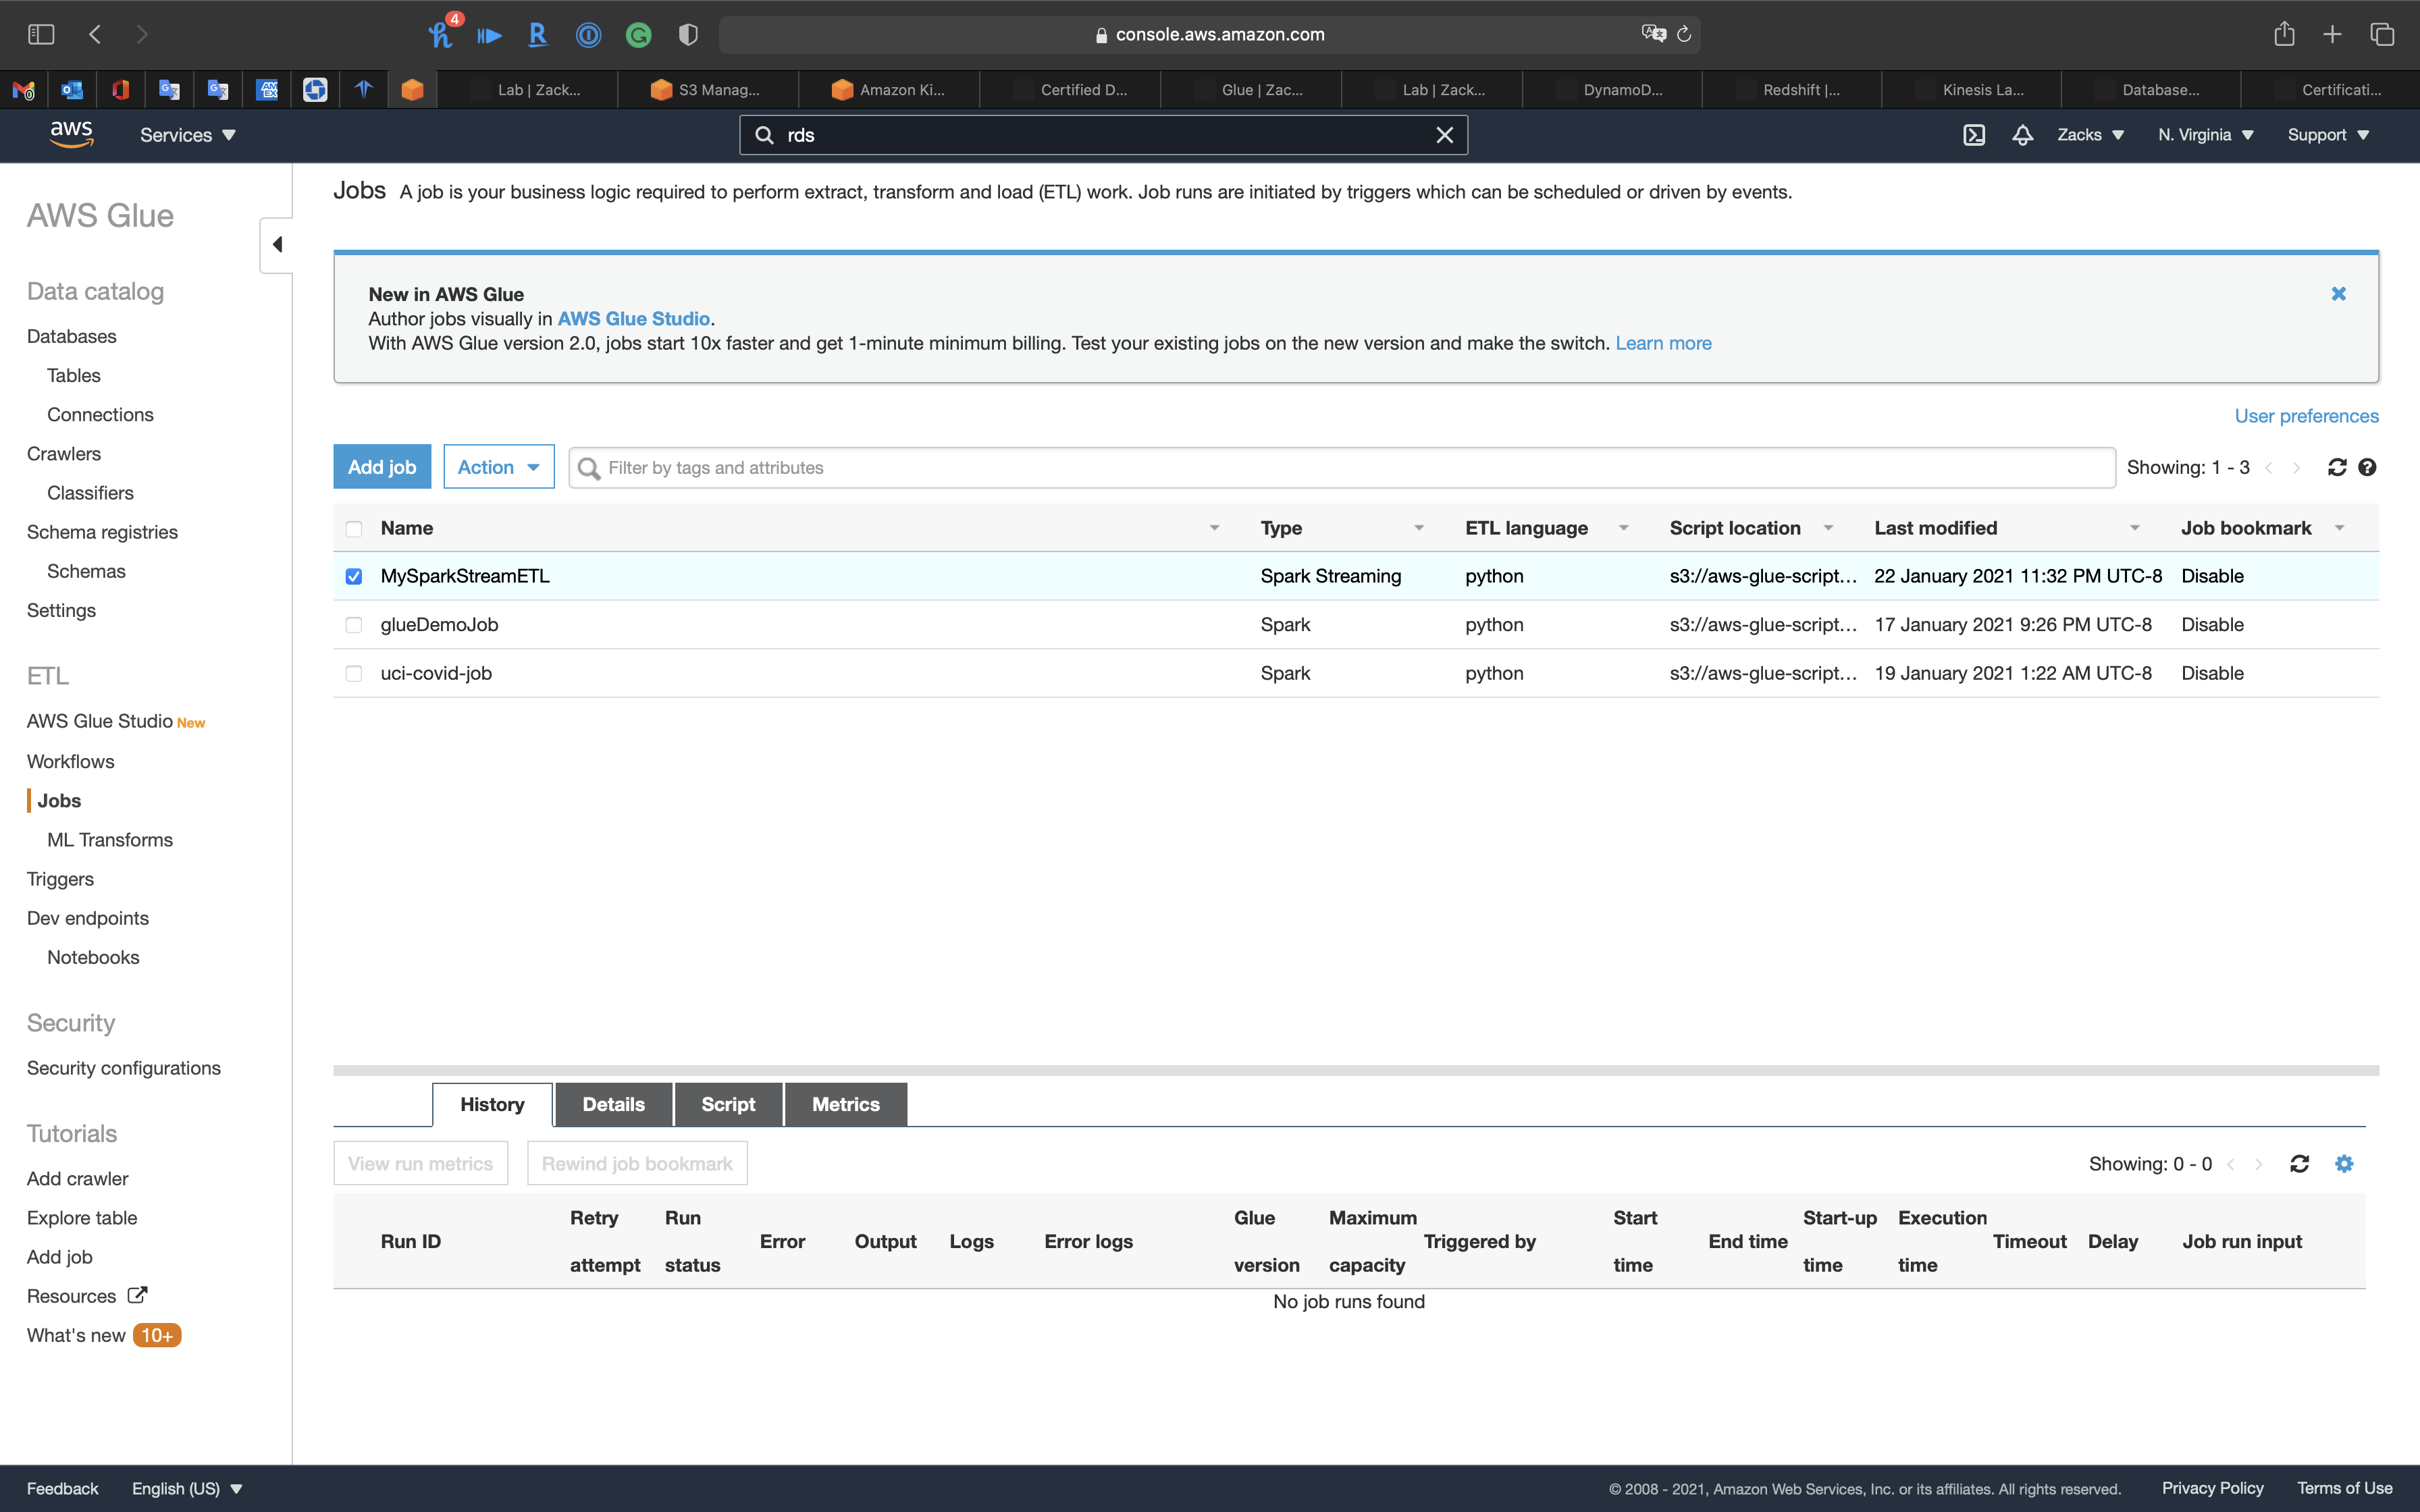 4
console.aws.amazon.com
Lab | Zack...
S3 Manag...
Amazon Ki...
Certified D...
Glue | Zac...
Lab | Zack...
DynamoD...
Redshift |...
Kinesis La...
Database...
Certificati...
aws
Services
rds
Zacks
N. Virginia
Support
AWS Glue
Data catalog
Databases
Tables
Connections
Crawlers
Classifiers
Schema registries
Schemas
Settings
ETL
AWS Glue Studio New
Workflows
Jobs
ML Transforms
Triggers
Dev endpoints
Notebooks
Security
Security configurations
Tutorials
Add crawler
Explore table
Add job
Resources
What's new 10+
Jobs A job is your business logic required to perform extract, transform and load (ETL) work. Job runs are initiated by triggers which can be scheduled or driven by events.
New in AWS Glue
Author jobs visually in AWS Glue Studio.
With AWS Glue version 2.0, jobs start 10x faster and get 1-minute minimum billing. Test your existing jobs on the new version and make the switch. Learn more
User preferences
Add job Action Filter by tags and attributes Showing: 1 - 3
Name Type ETL language Script location Last modified Job bookmark
MySparkStreamETL Spark Streaming python s3://aws-glue-script... 22 January 2021 11:32 PM UTC-8 Disable
glueDemoJob Spark python s3://aws-glue-script... 17 January 2021 9:26 PM UTC-8 Disable
uci-covid-job Spark python s3://aws-glue-script... 19 January 2021 1:22 AM UTC-8 Disable
History Details Script Metrics
View run metrics Rewind job bookmark Showing: 0 - 0
Run ID
Retry attempt
Run status
Error
Output
Logs
Error logs
Glue version
Maximum capacity
Triggered by
Start time
End time
Start-up time
Execution time
Timeout
Delay
Job run input
No job runs found
Feedback English (US) © 2008 - 2021, Amazon Web Services, Inc. or its affiliates. All rights reserved. Privacy Policy Terms of Use